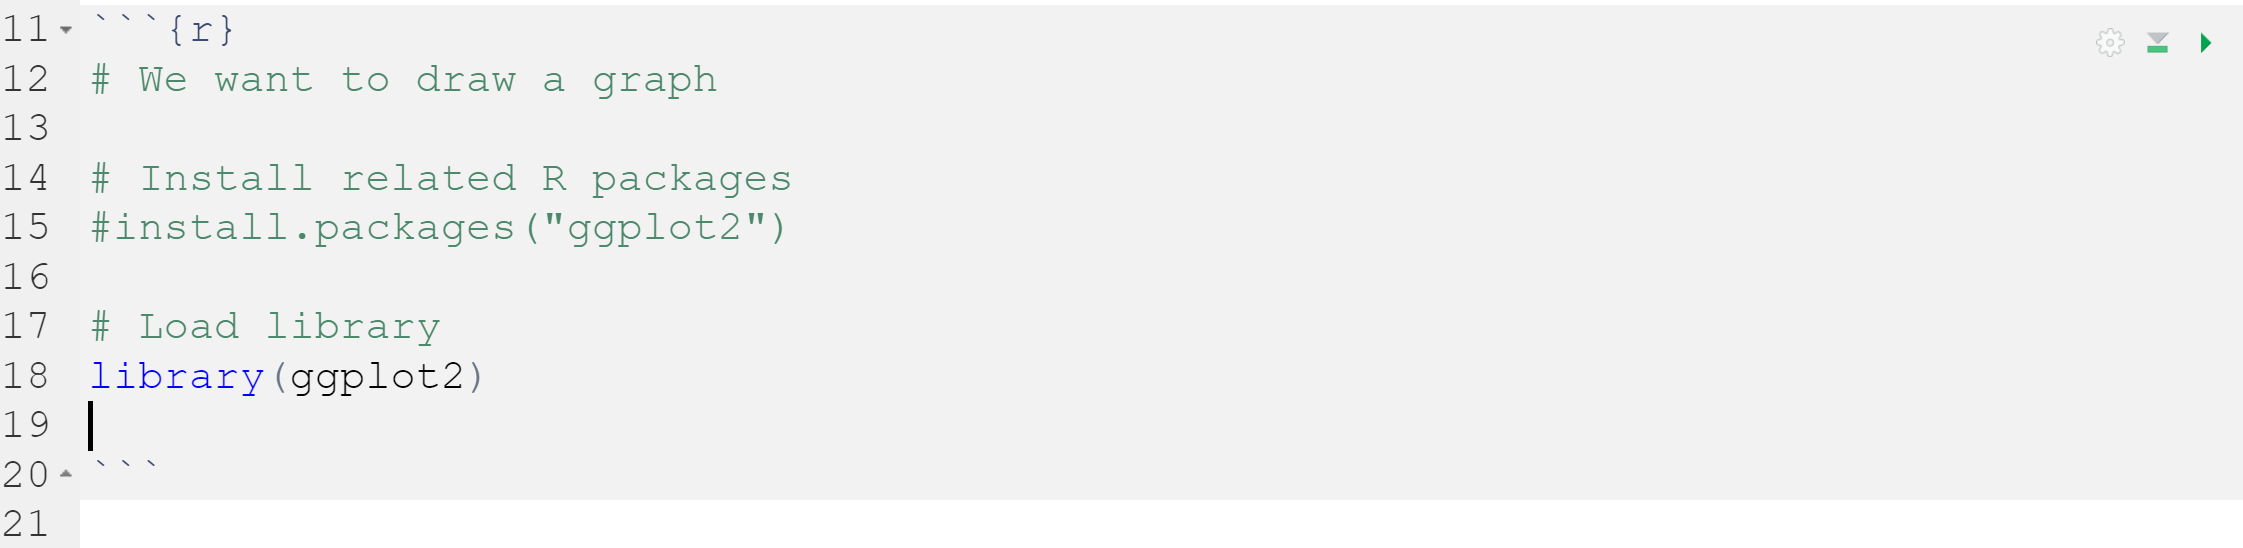 11 ```{r}
12 # We want to draw a graph
13
14 # Install related R packages
15 #install.packages("ggplot2")
16
17 # Load library
18 library(ggplot2)
19
20 ```
21